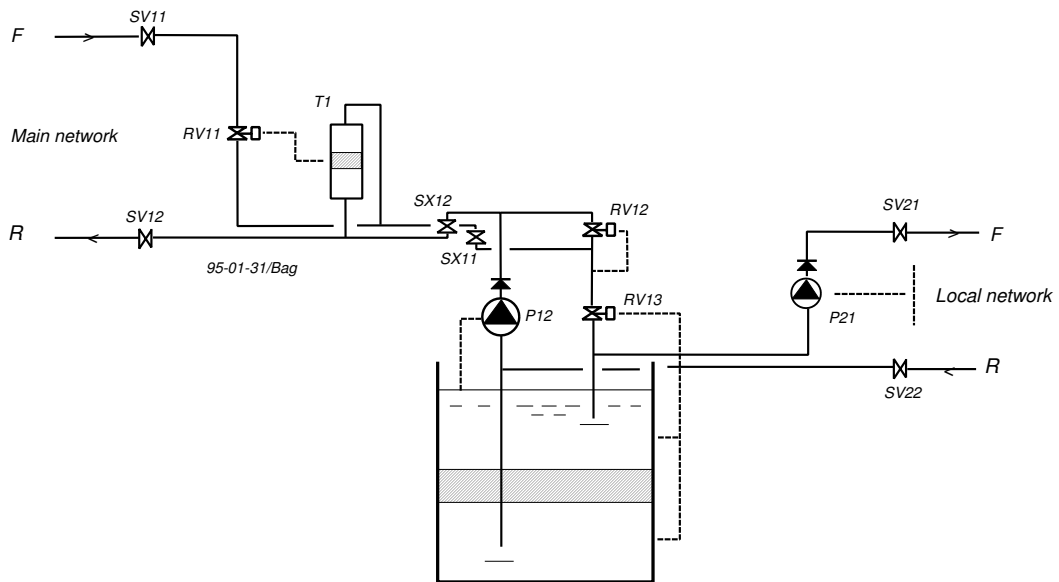 SV11
F
T1
Main network
RV11
SX12
SV12
RV12
SV21
R
F
SX11
95-01-31/Bag
RV13
P12
P21
Local network
R
SV22